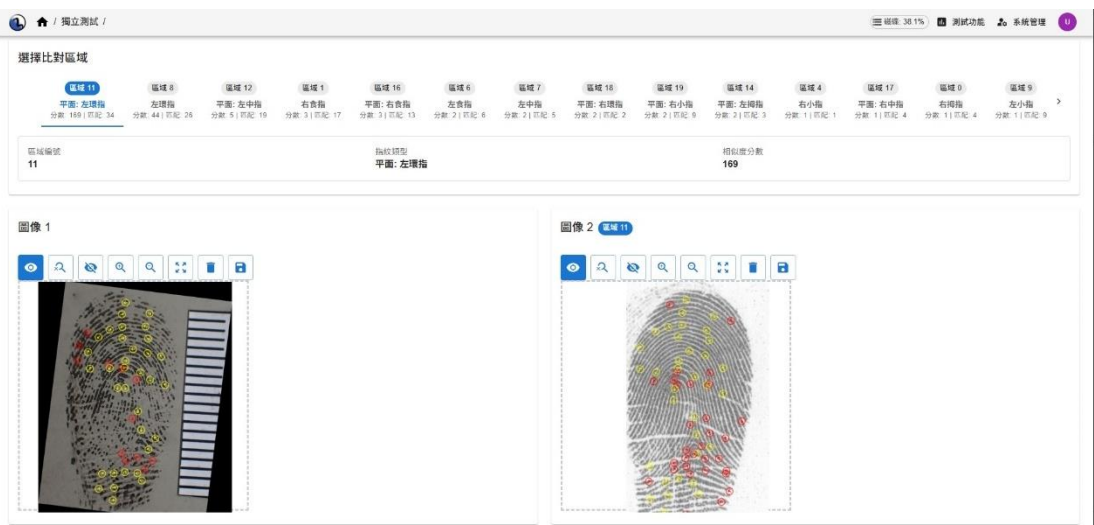 / 獨立測試 /
磁碟: 38.1% 測試功能 系統管理 U
選擇比對區域
區域 11 區域 8 區域 12 區域 1 區域 16 區域 6 區域 7 區域 18 區域 19 區域 14 區域 4 區域 17 區域 0 區域 9
平面: 左環指 左環指 平面: 左中指 右食指 平面: 右食指 左食指 左中指 平面: 右環指 平面: 右小指 平面: 左拇指 右小指 平面: 右中指 右拇指 左小指
分數: 169 | 匹配: 34 分數: 44 | 匹配: 26 分數: 5 | 匹配: 19 分數: 3 | 匹配: 17 分數: 3 | 匹配: 13 分數: 2 | 匹配: 6 分數: 2 | 匹配: 5 分數: 2 | 匹配: 2 分數: 2 | 匹配: 9 分數: 2 | 匹配: 3 分數: 1 | 匹配: 1 分數: 1 | 匹配: 4 分數: 1 | 匹配: 4 分數: 1 | 匹配: 9
區域編號 指紋類型 相似度分數
11 平面: 左環指 169
圖像 1 圖像 2 區域 11